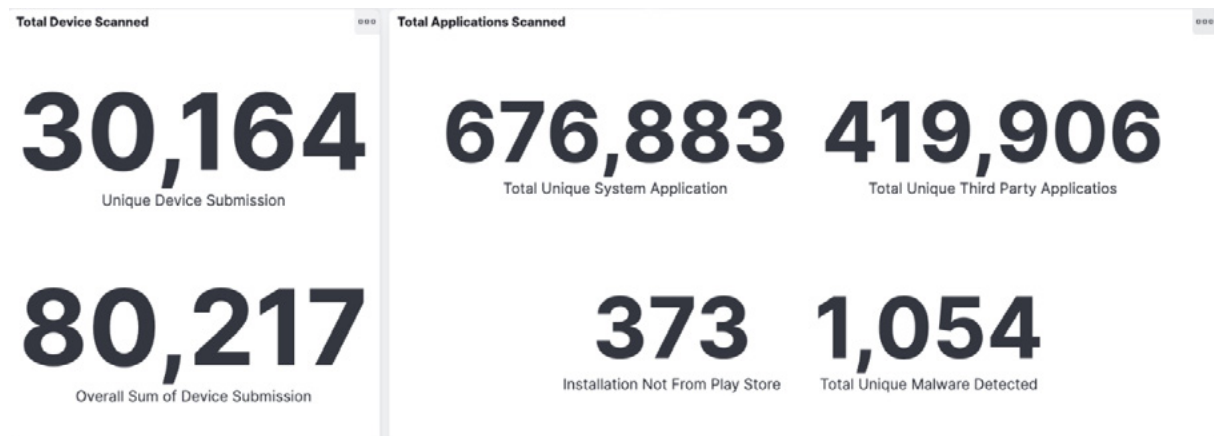 Total Device Scanned
30,164
Unique Device Submission
80,217
Overall Sum of Device Submission
Total Applications Scanned
676,883 419,906
Total Unique System Application Total Unique Third Party Applicatios
373 1,054
Installation Not From Play Store Total Unique Malware Detected